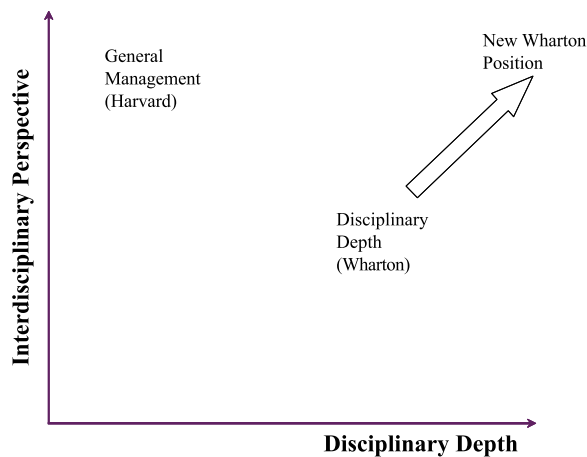 General
Management
(Harvard)
New Wharton
Position
Disciplinary
Depth
(Wharton)
Interdisciplinary Perspective
Disciplinary Depth